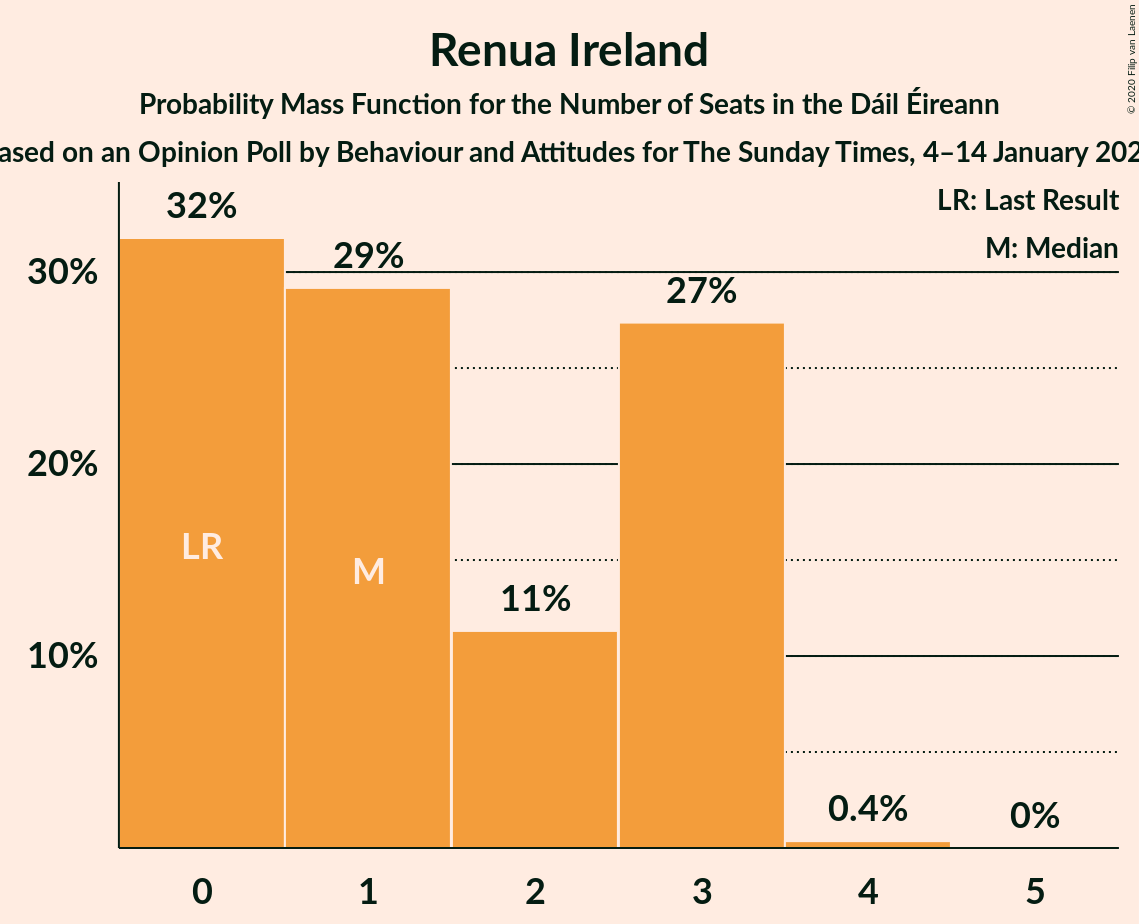 Renua Ireland
Probability Mass Function for the Number of Seats in the Dáil Éireann
ased on an Opinion Poll by Behaviour and Attitudes for The Sunday Times, 4–14 January 202
© 2020 Filip van Laenen
LR: Last Result
M: Median
32%
29%
27%
11%
0.4%
0%
30%
20%
10%
LR
M
0 1 2 3 4 5